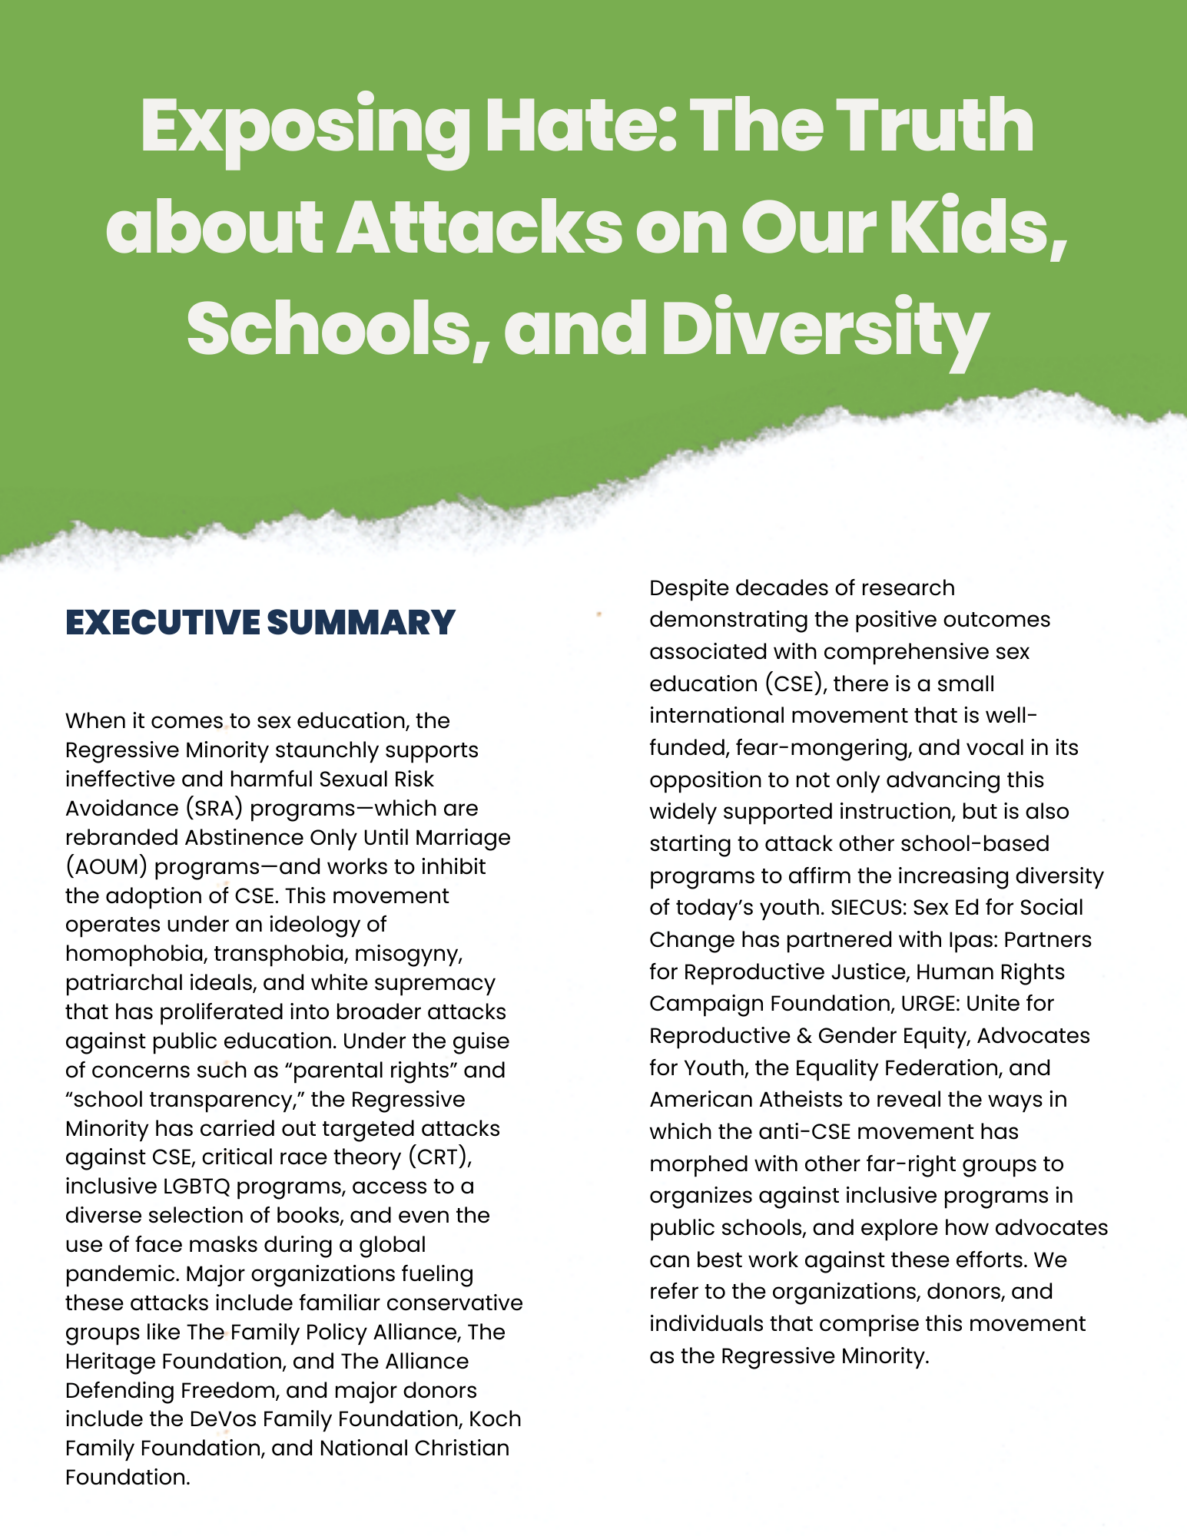 Exposing Hate: The Truth
about Attacks on Our Kids,
Schools, and Diversity
EXECUTIVE SUMMARY
When it comes to sex education, the
Regressive Minority staunchly supports
ineffective and harmful Sexual Risk
Avoidance (SRA) programs—which are
rebranded Abstinence Only Until Marriage
(AOUM) programs—and works to inhibit
the adoption of CSE. This movement
operates under an ideology of
homophobia, transphobia, misogyny,
patriarchal ideals, and white supremacy
that has proliferated into broader attacks
against public education. Under the guise
of concerns such as “parental rights” and
“school transparency,” the Regressive
Minority has carried out targeted attacks
against CSE, critical race theory (CRT),
inclusive LGBTQ programs, access to a
diverse selection of books, and even the
use of face masks during a global
pandemic. Major organizations fueling
these attacks include familiar conservative
groups like The Family Policy Alliance, The
Heritage Foundation, and The Alliance
Defending Freedom, and major donors
include the DeVos Family Foundation, Koch
Family Foundation, and National Christian
Foundation.
Despite decades of research
demonstrating the positive outcomes
associated with comprehensive sex
education (CSE), there is a small
international movement that is well-
funded, fear-mongering, and vocal in its
opposition to not only advancing this
widely supported instruction, but is also
starting to attack other school-based
programs to affirm the increasing diversity
of today’s youth. SIECUS: Sex Ed for Social
Change has partnered with Ipas: Partners
for Reproductive Justice, Human Rights
Campaign Foundation, URGE: Unite for
Reproductive & Gender Equity, Advocates
for Youth, the Equality Federation, and
American Atheists to reveal the ways in
which the anti-CSE movement has
morphed with other far-right groups to
organizes against inclusive programs in
public schools, and explore how advocates
can best work against these efforts. We
refer to the organizations, donors, and
individuals that comprise this movement
as the Regressive Minority.